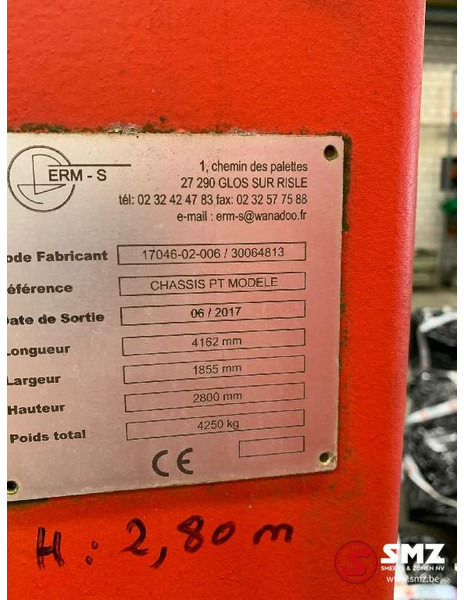 ERM - S
1, chemin des palettes
27 290 GLOS SUR RISLE
tél: 02 32 42 47 83 fax: 02 32 57 75 88
e-mail : erm-s@wanadoo.fr
ode Fabricant 17046-02-006 / 30064813
éférence CHASSIS PT MODELE
ate de Sortie 06 / 2017
Longueur 4162 mm
Largeur 1855 mm
Hauteur 2800 mm
Poids total 4250 kg
CE
H: 2,80 m
SMZ
SMEETS & ZONEN NV
www.smz.be